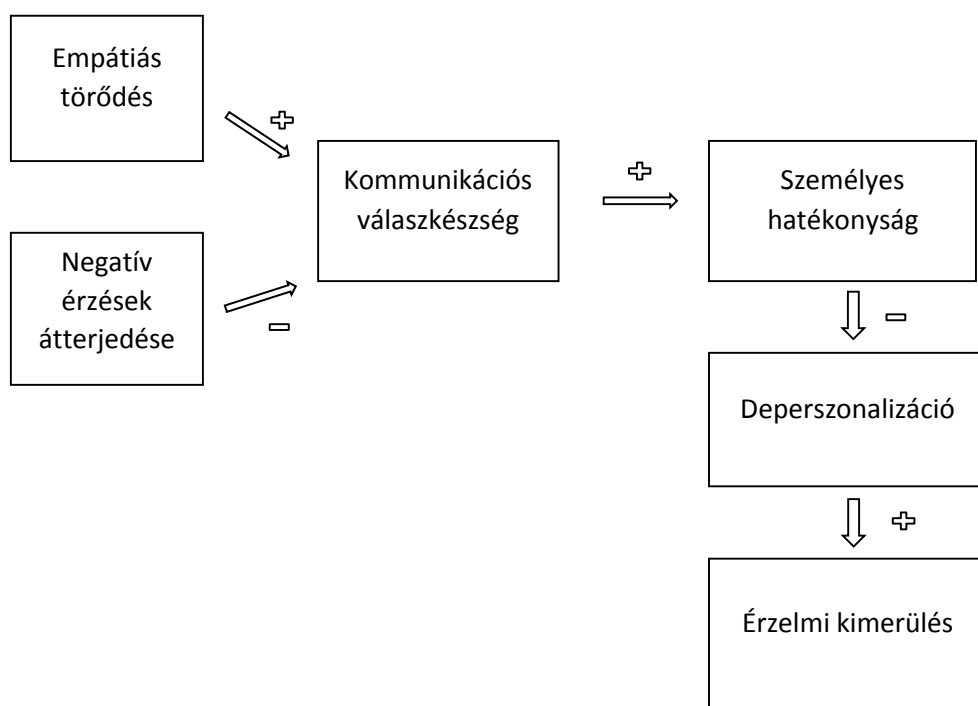 Empátiás
törődés
+
Negatív
érzések
átterjedése
−
Kommunikációs
válaszkészség
+
Személyes
hatékonyság
−
Deperszonalizáció
+
Érzelmi kimerülés